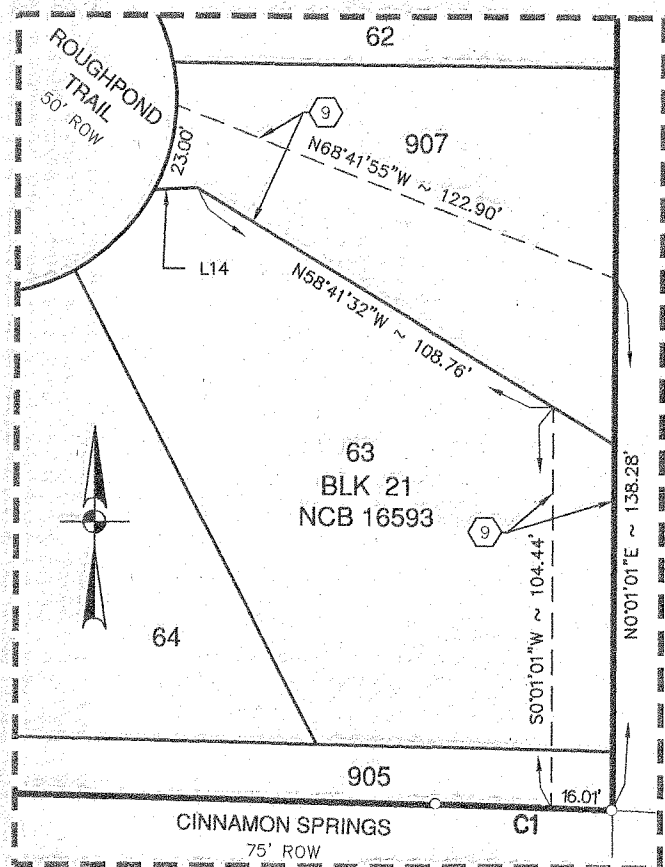 62
ROUGHPOND
TRAIL
50' ROW
9
907
23.00'
N68°41'55"W ~ 122.90'
L14
N58°41'32"W ~ 108.76'
63
BLK 21
NCB 16593
9
S0°01'01"W ~ 104.44'
N0°01'01"E ~ 138.28'
64
905
16.01'
CINNAMON SPRINGS
C1
75' ROW